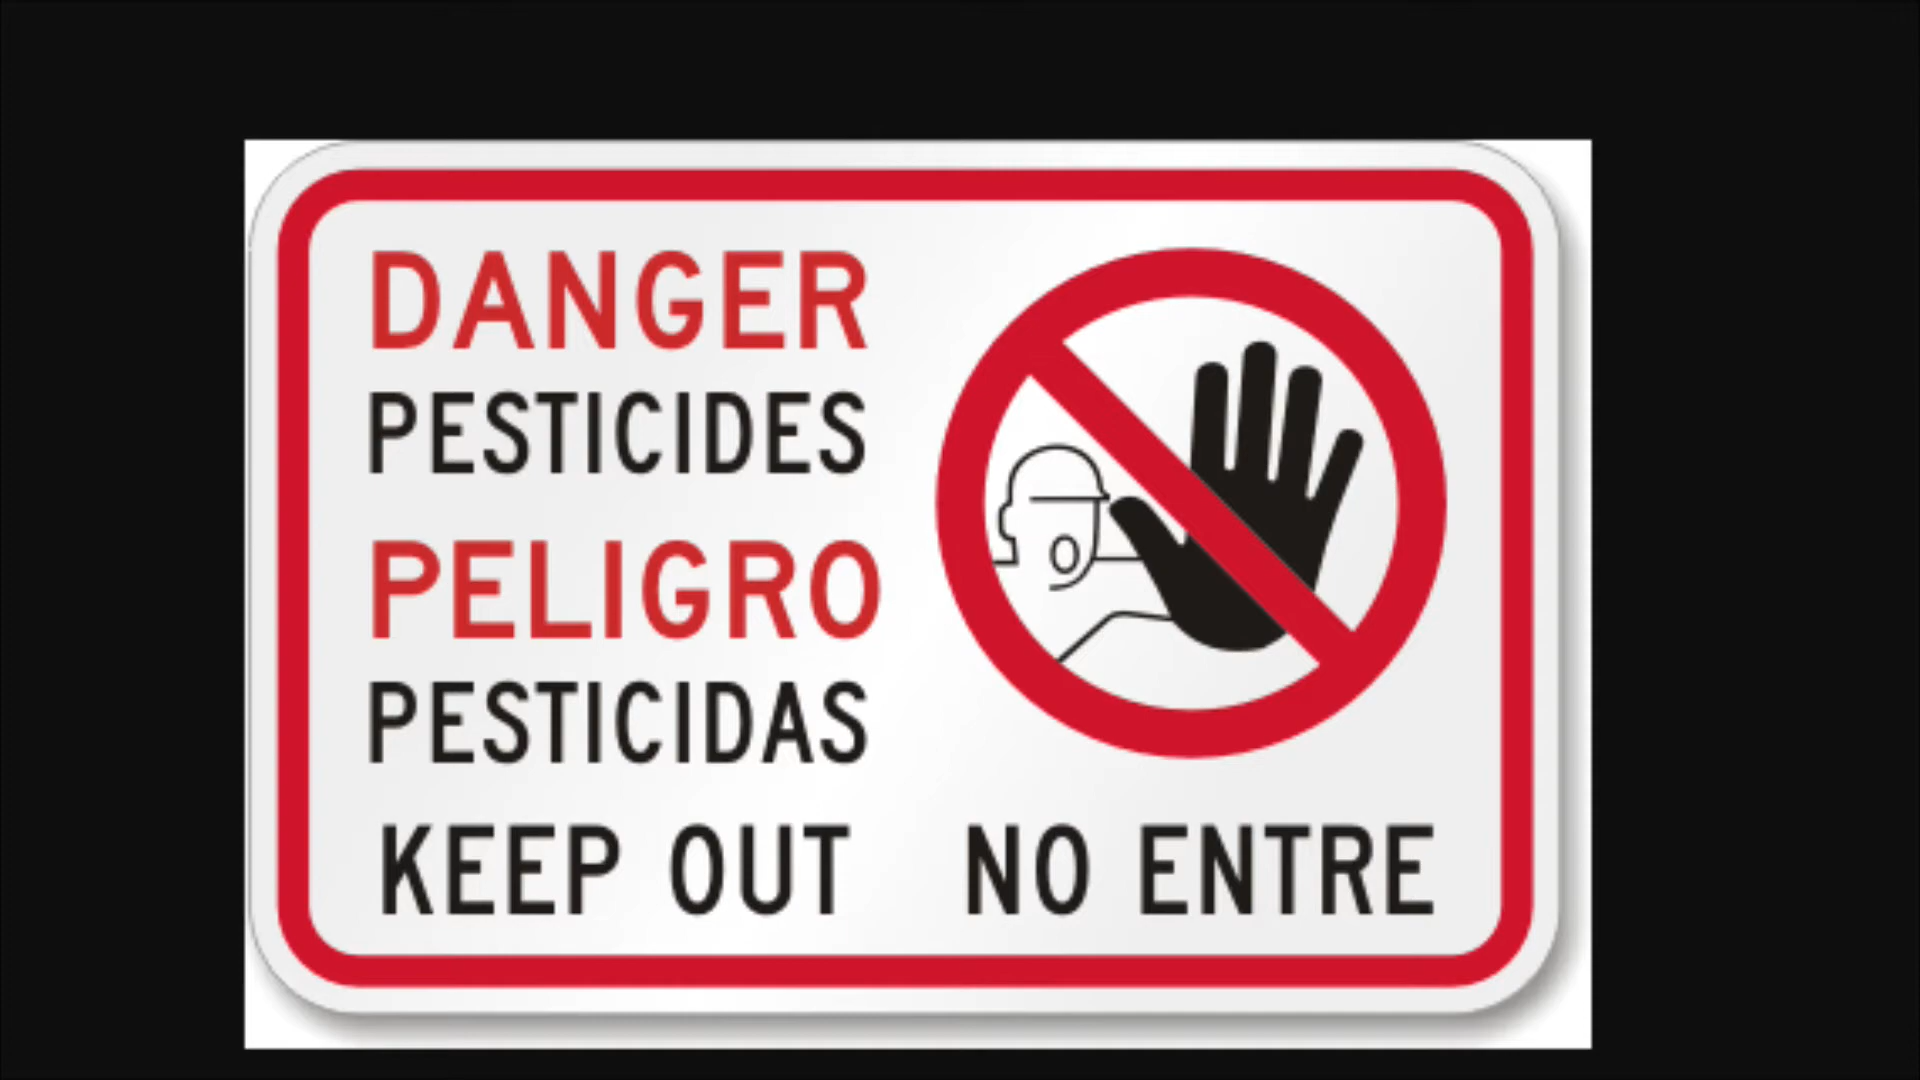 DANGER
PESTICIDES
PELIGRO
PESTICIDAS
KEEP OUT NO ENTRE